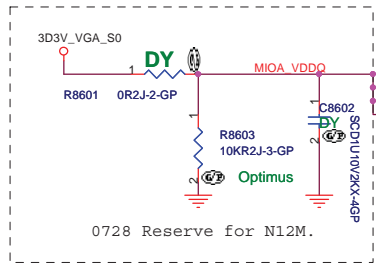 3D3V_VGA_S0
DY
1
2
MIOA_VDDQ
R8601
0R2J-2-GP
1
R8603
10KR2J-3-GP
2
G/P
Optimus
1
C8602
DY
G/P
2
SCD1U10V2KX-4GP
0728 Reserve for N12M.